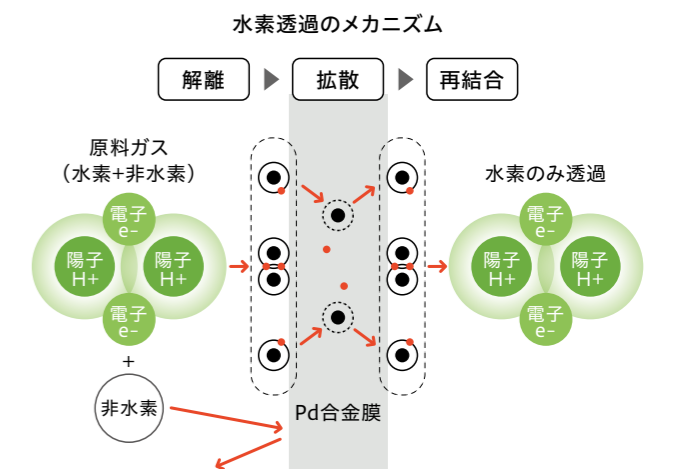 水素透過のメカニズム
解離
拡散
再結合
原料ガス
（水素+非水素）
電子
e-
陽子
H+
陽子
H+
電子
e-
+
非水素
Pd合金膜
水素のみ透過
電子
e-
陽子
H+
陽子
H+
電子
e-